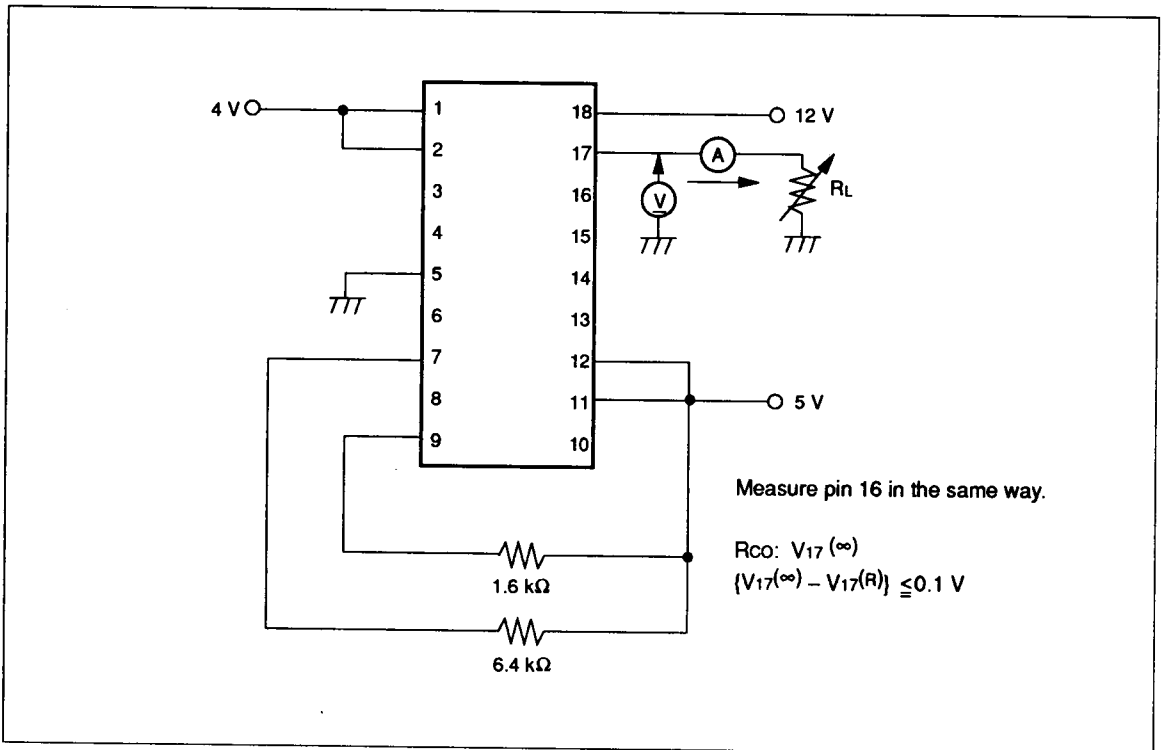 4 V
1
2
3
4
5
6
7
8
9
18
17
16
15
14
13
12
11
10
12 V
A
V
RL
5 V
1.6 kΩ
6.4 kΩ
Measure pin 16 in the same way.
Rco: V17 (∞)
{V17(∞) – V17(R)} ≦0.1 V